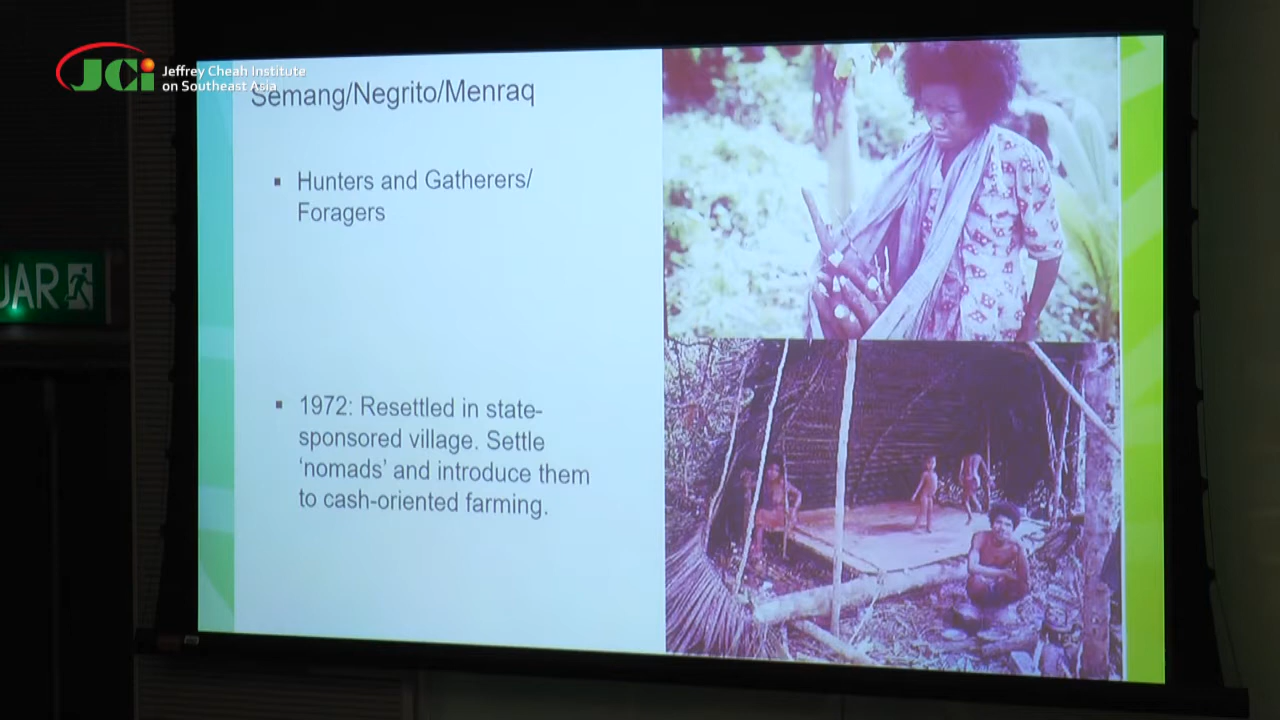 JCi Jeffrey Cheah Institute
on Southeast Asia
Semang/Negrito/Menraq
▪ Hunters and Gatherers/
Foragers
UAR
▪ 1972: Resettled in state-
sponsored village. Settle
‘nomads’ and introduce them
to cash-oriented farming.